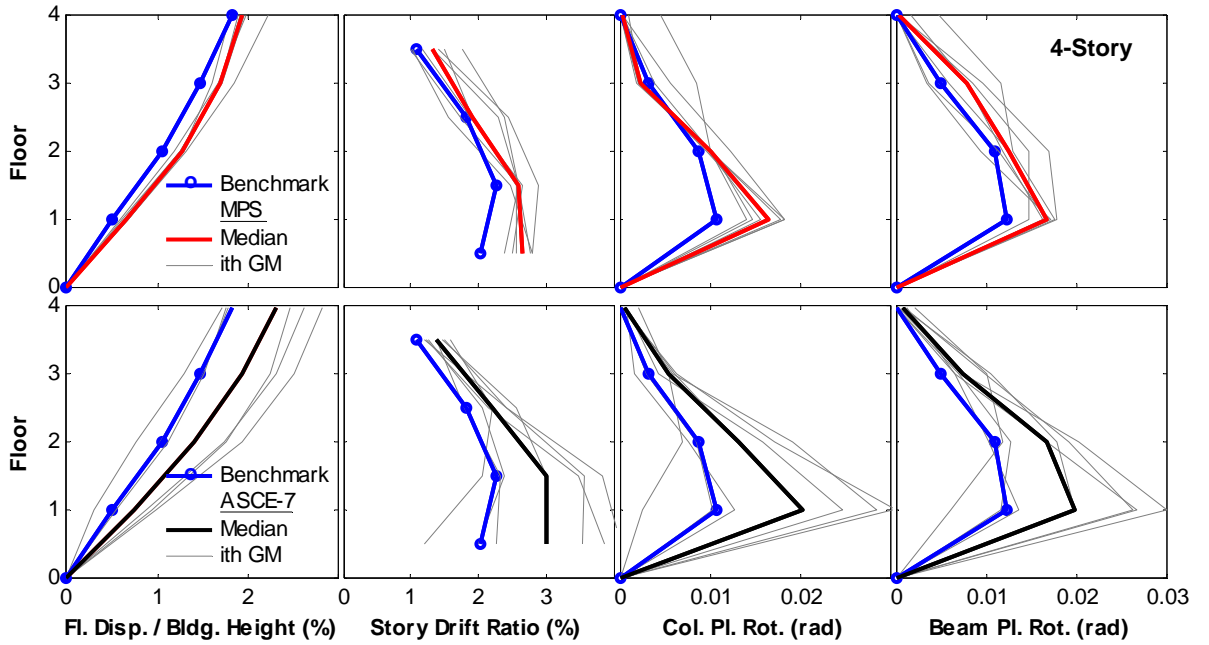 4
3
2
1
0
Floor
Benchmark
MPS
Median
ith GM
4-Story
Floor
4
3
2
1
0
Benchmark
ASCE-7
Median
ith GM
0 1 2
0 1 2 3
0 0.01 0.02
0 0.01 0.02 0.03
Fl. Disp. / Bldg. Height (%)
Story Drift Ratio (%)
Col. Pl. Rot. (rad)
Beam Pl. Rot. (rad)